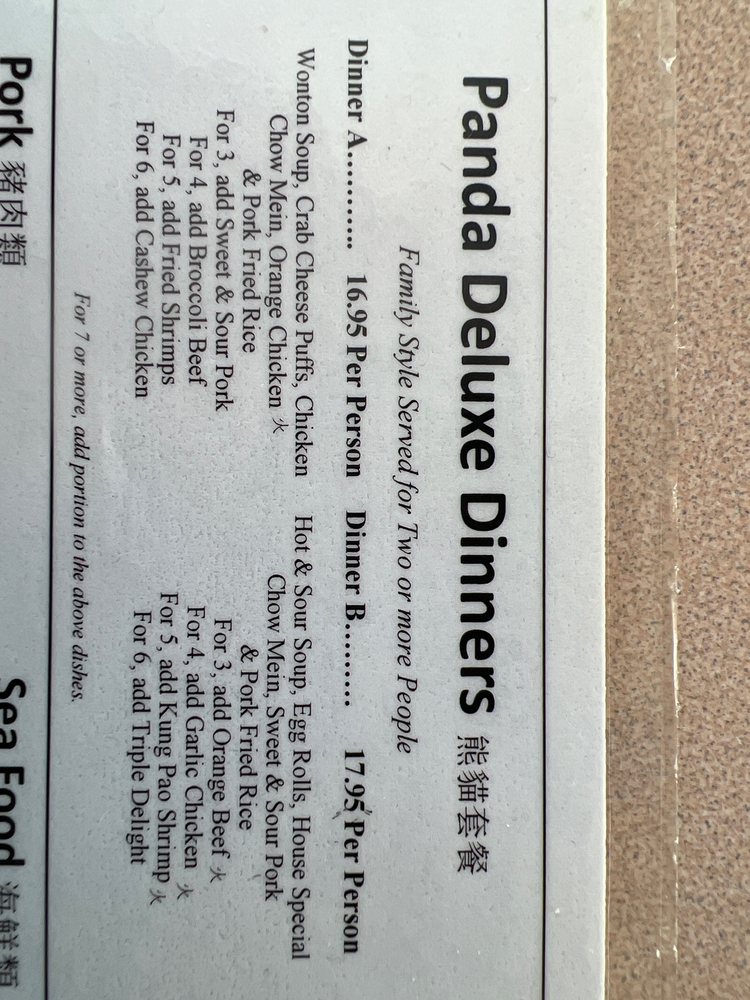 Panda Deluxe Dinners 熊貓套餐
Family Style Served for Two or more People
Dinner A........... 16.95 Per Person
Wonton Soup, Crab Cheese Puffs, Chicken
Chow Mein, Orange Chicken 火
& Pork Fried Rice
For 3, add Sweet & Sour Pork
For 4, add Broccoli Beef
For 5, add Fried Shrimps
For 6, add Cashew Chicken
Dinner B......... 17.95 Per Person
Hot & Sour Soup, Egg Rolls, House Special
Chow Mein, Sweet & Sour Pork
& Pork Fried Rice
For 3, add Orange Beef 火
For 4, add Garlic Chicken 火
For 5, add Kung Pao Shrimp 火
For 6, add Triple Delight
For 7 or more, add portion to the above dishes.
Pork 豬肉類
Sea Food 海鮮類